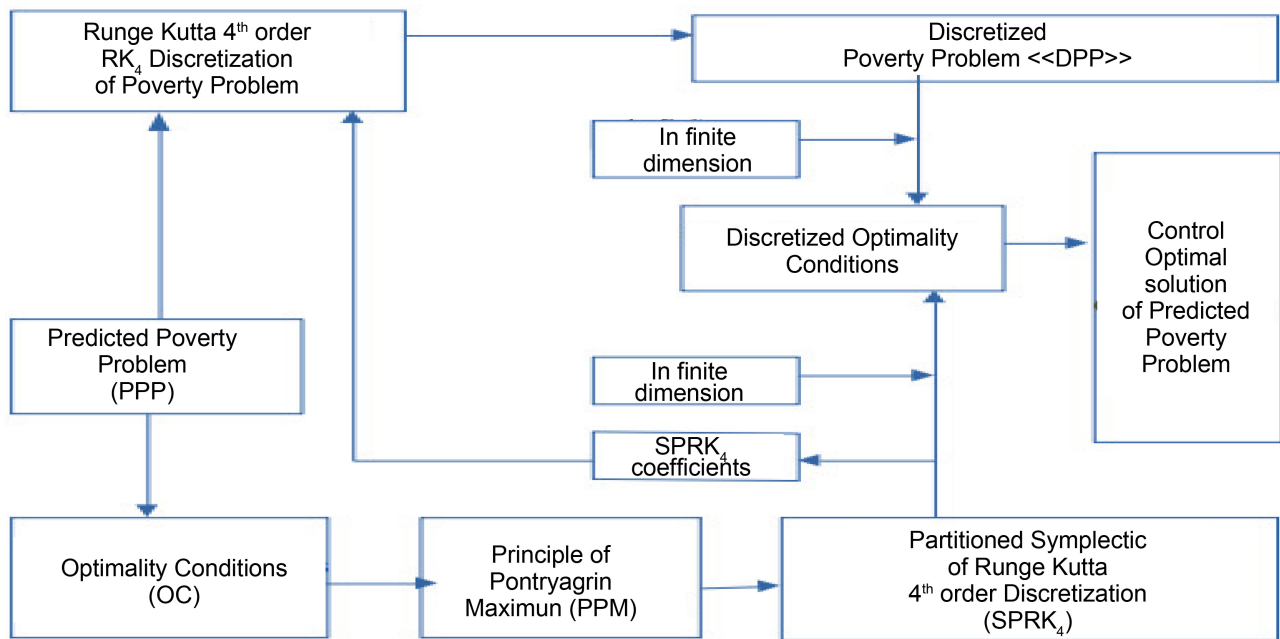 Runge Kutta 4th order
RK4 Discretization
of Poverty Problem
Discretized
Poverty Problem <<DPP>>
In finite
dimension
Discretized Optimality
Conditions
Control
Optimal
solution
of Predicted
Poverty
Problem
Predicted Poverty
Problem
(PPP)
In finite
dimension
SPRK4
coefficients
Optimality Conditions
(OC)
Principle of
Pontryagrin
Maximun (PPM)
Partitioned Symplectic
of Runge Kutta
4th order Discretization
(SPRK4)